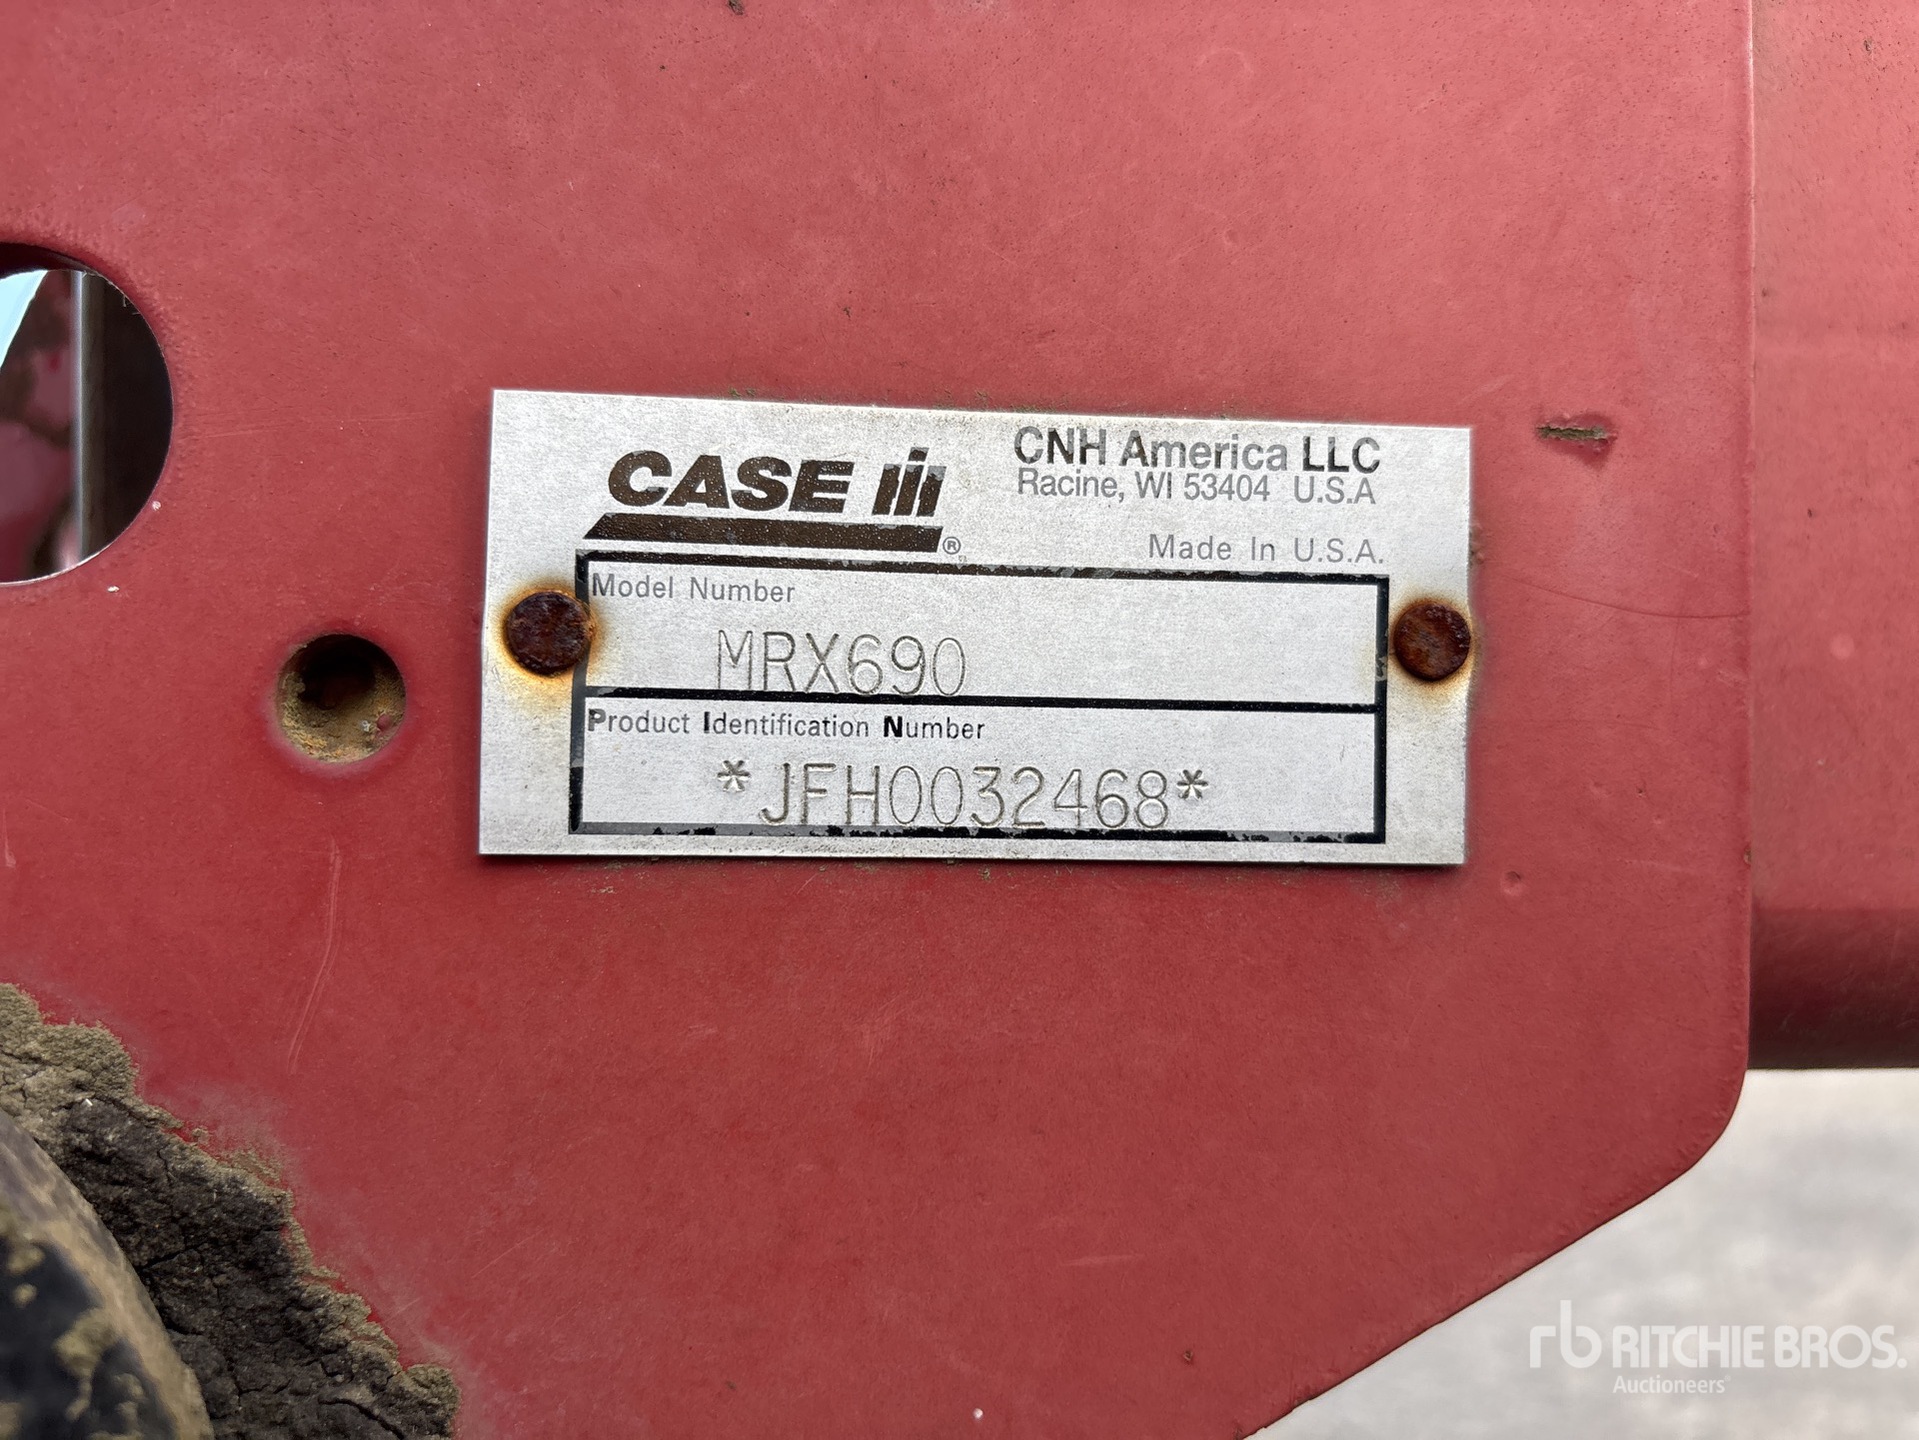 CASE IH ®
CNH America LLC
Racine, WI 53404 U.S.A
Made In U.S.A.
Model Number
MRX690
Product Identification Number
*JFH0032468*
rb RITCHIE BROS.
Auctioneers